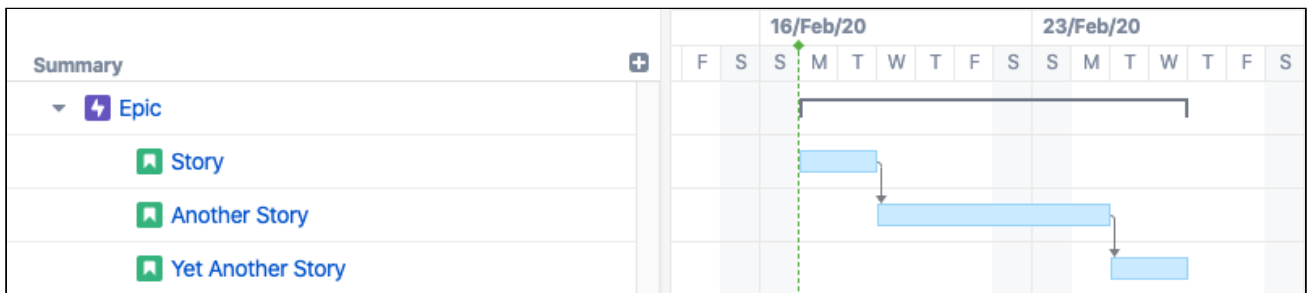 16/Feb/20 23/Feb/20
Summary F S S M T W T F S S M T W T F S
Epic
Story
Another Story
Yet Another Story